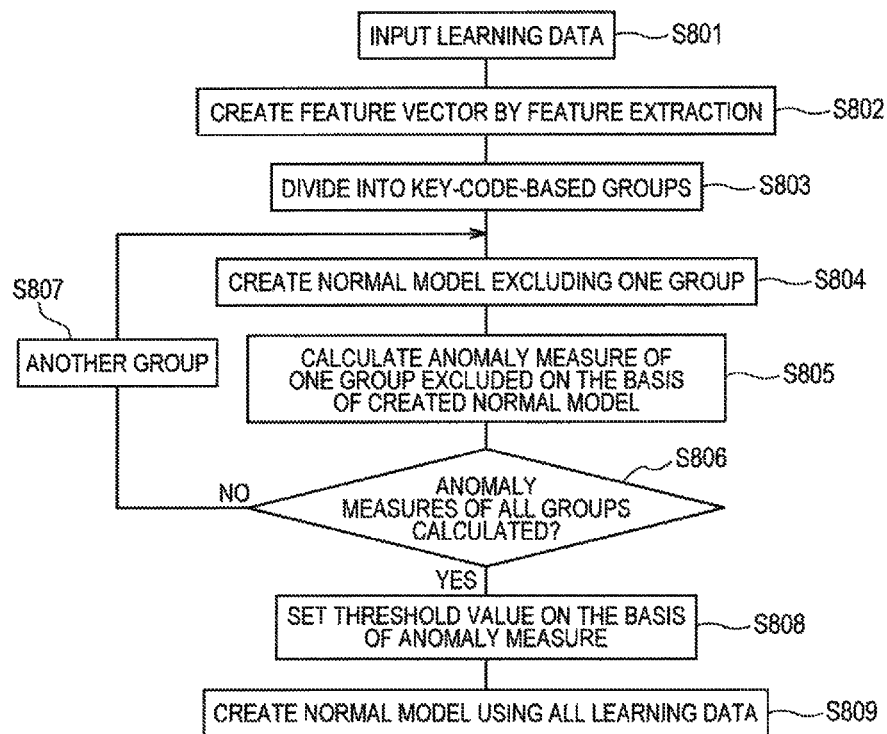 INPUT LEARNING DATA
S801
CREATE FEATURE VECTOR BY FEATURE EXTRACTION
S802
DIVIDE INTO KEY-CODE-BASED GROUPS
S803
CREATE NORMAL MODEL EXCLUDING ONE GROUP
S804
S807
ANOTHER GROUP
CALCULATE ANOMALY MEASURE OF
ONE GROUP EXCLUDED ON THE BASIS
OF CREATED NORMAL MODEL
S805
S806
NO
ANOMALY
MEASURES OF ALL GROUPS
CALCULATED?
YES
SET THRESHOLD VALUE ON THE BASIS
OF ANOMALY MEASURE
S808
CREATE NORMAL MODEL USING ALL LEARNING DATA
S809